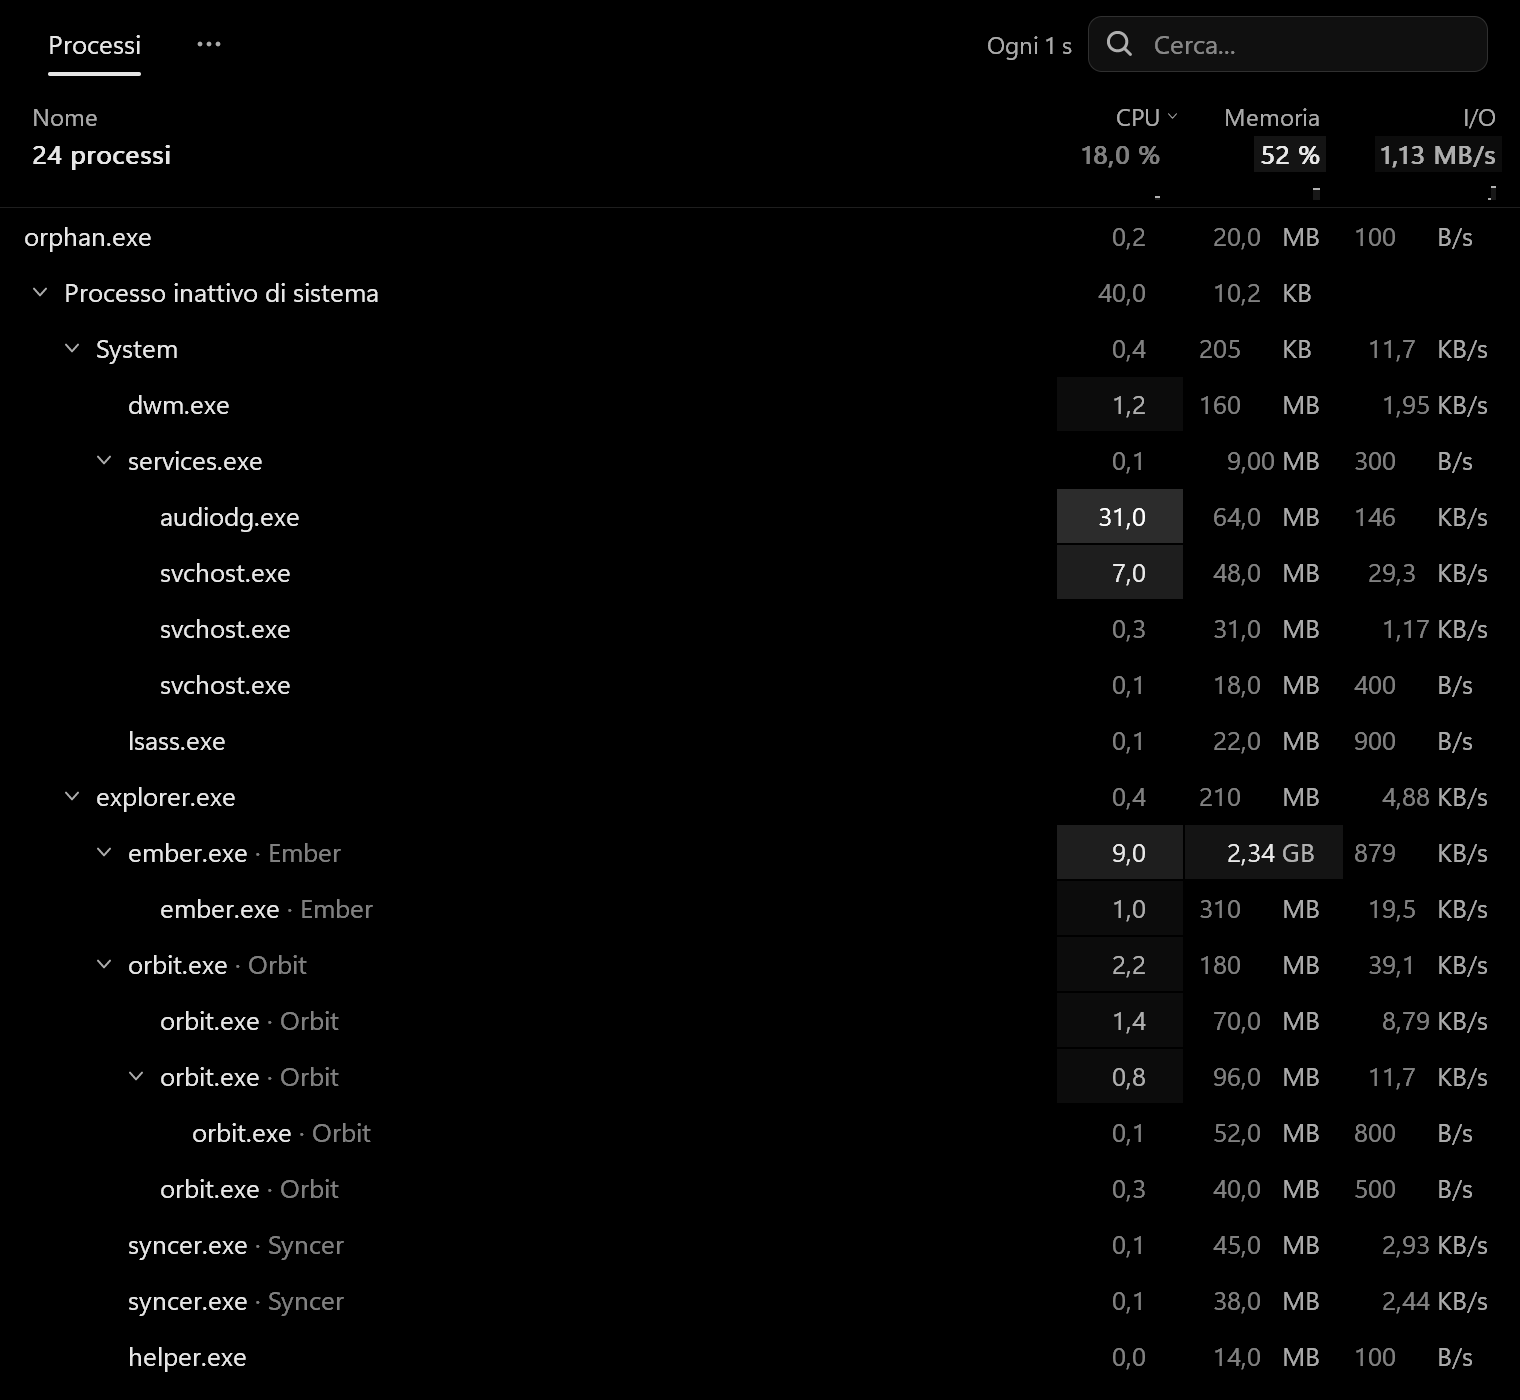 Processi ··· Ogni 1 s Cerca...
Nome CPU Memoria I/O
24 processi 18,0 % 52 % 1,13 MB/s
orphan.exe 0,2 20,0 MB 100 B/s
Processo inattivo di sistema 40,0 10,2 KB
System 0,4 205 KB 11,7 KB/s
dwm.exe 1,2 160 MB 1,95 KB/s
services.exe 0,1 9,00 MB 300 B/s
audiodg.exe 31,0 64,0 MB 146 KB/s
svchost.exe 7,0 48,0 MB 29,3 KB/s
svchost.exe 0,3 31,0 MB 1,17 KB/s
svchost.exe 0,1 18,0 MB 400 B/s
lsass.exe 0,1 22,0 MB 900 B/s
explorer.exe 0,4 210 MB 4,88 KB/s
ember.exe · Ember 9,0 2,34 GB 879 KB/s
ember.exe · Ember 1,0 310 MB 19,5 KB/s
orbit.exe · Orbit 2,2 180 MB 39,1 KB/s
orbit.exe · Orbit 1,4 70,0 MB 8,79 KB/s
orbit.exe · Orbit 0,8 96,0 MB 11,7 KB/s
orbit.exe · Orbit 0,1 52,0 MB 800 B/s
orbit.exe · Orbit 0,3 40,0 MB 500 B/s
syncer.exe · Syncer 0,1 45,0 MB 2,93 KB/s
syncer.exe · Syncer 0,1 38,0 MB 2,44 KB/s
helper.exe 0,0 14,0 MB 100 B/s